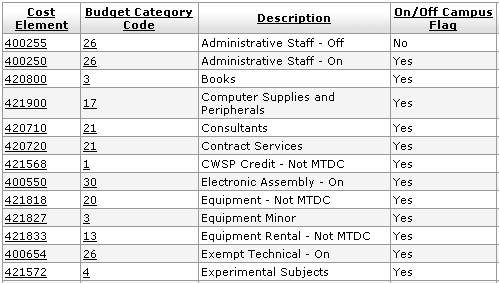 Cost Element Budget Category Code Description On/Off Campus Flag
400255 26 Administrative Staff - Off No
400250 26 Administrative Staff - On Yes
420800 3 Books Yes
421900 17 Computer Supplies and Peripherals Yes
420710 21 Consultants Yes
420720 21 Contract Services Yes
421568 1 CWSP Credit - Not MTDC Yes
400550 30 Electronic Assembly - On Yes
421818 20 Equipment - Not MTDC Yes
421827 3 Equipment Minor Yes
421833 13 Equipment Rental - Not MTDC Yes
400654 26 Exempt Technical - On Yes
421572 4 Experimental Subjects Yes